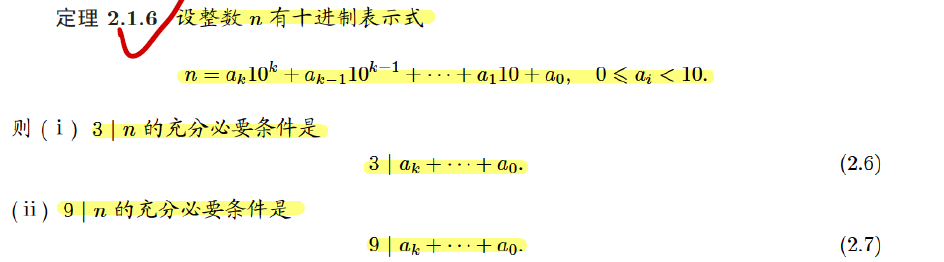 定理 2.1.6 设整数 n 有十进制表示式
n = a_k10^k + a_{k−1}10^{k−1} + ⋯ + a_110 + a_0, 0 ⩽ a_i < 10.
则 (i) 3 | n 的充分必要条件是
3 | a_k + ⋯ + a_0. (2.6)
(ii) 9 | n 的充分必要条件是
9 | a_k + ⋯ + a_0. (2.7)